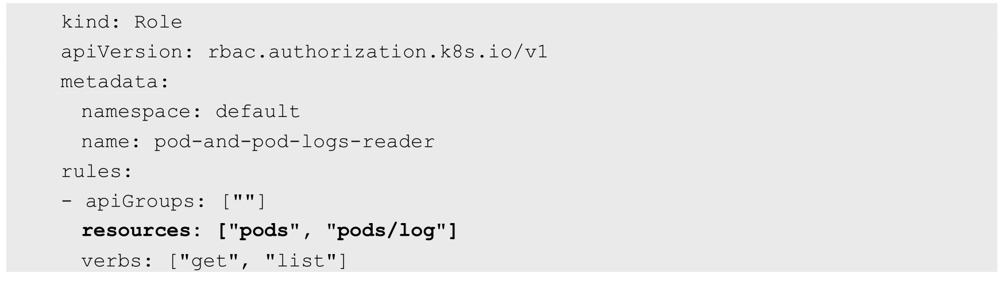 kind: Role
apiVersion: rbac.authorization.k8s.io/v1
metadata:
  namespace: default
  name: pod-and-pod-logs-reader
rules:
- apiGroups: [""]
  resources: ["pods", "pods/log"]
  verbs: ["get", "list"]